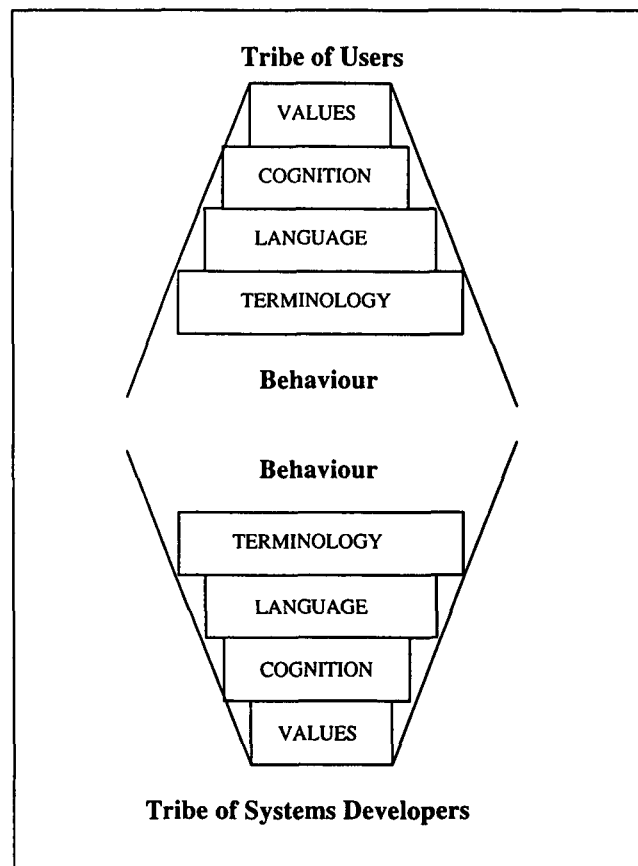 Tribe of Users
VALUES
COGNITION
LANGUAGE
TERMINOLOGY
Behaviour
Behaviour
TERMINOLOGY
LANGUAGE
COGNITION
VALUES
Tribe of Systems Developers